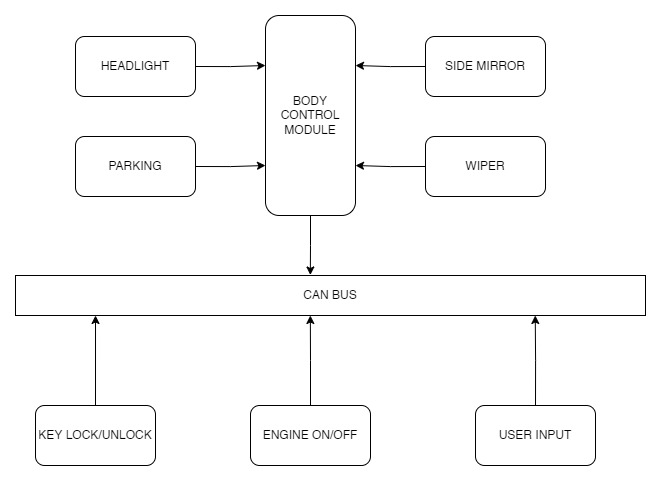 HEADLIGHT
SIDE MIRROR
BODY
CONTROL
MODULE
PARKING
WIPER
CAN BUS
KEY LOCK/UNLOCK
ENGINE ON/OFF
USER INPUT